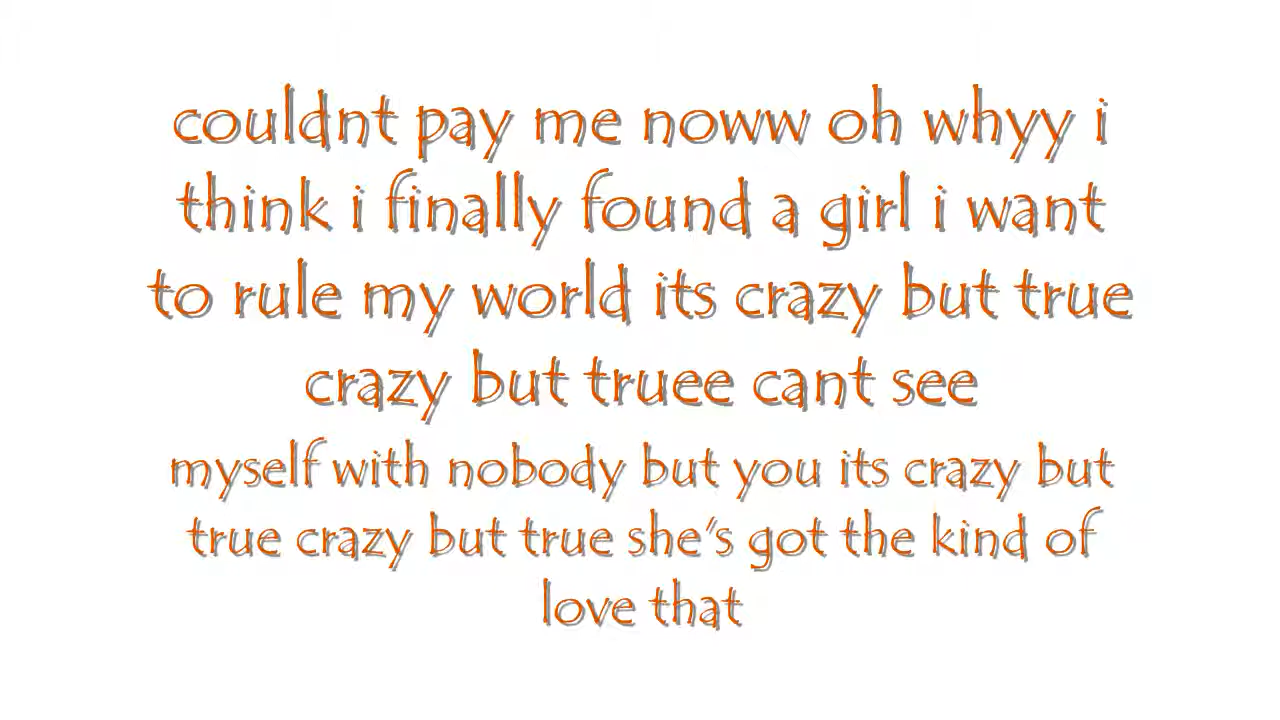 couldnt pay me noww oh whyy i
think i finally found a girl i want
to rule my world its crazy but true
crazy but truee cant see
myself with nobody but you its crazy but
true crazy but true she's got the kind of
love that